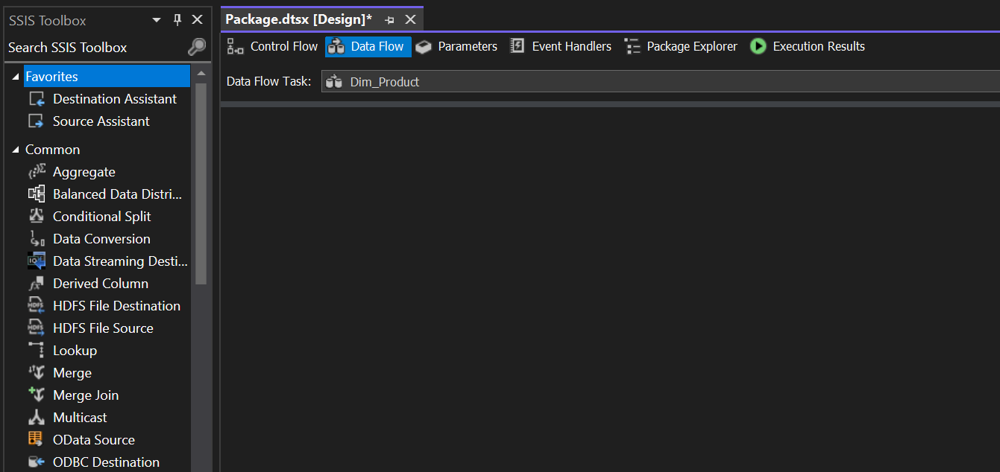 SSIS Toolbox
Search SSIS Toolbox
Favorites
Destination Assistant
Source Assistant
Common
Aggregate
Balanced Data Distri...
Conditional Split
Data Conversion
Data Streaming Desti...
Derived Column
HDFS File Destination
HDFS File Source
Lookup
Merge
Merge Join
Multicast
OData Source
ODBC Destination
Package.dtsx [Design]*
Control Flow Data Flow Parameters Event Handlers Package Explorer Execution Results
Data Flow Task: Dim_Product